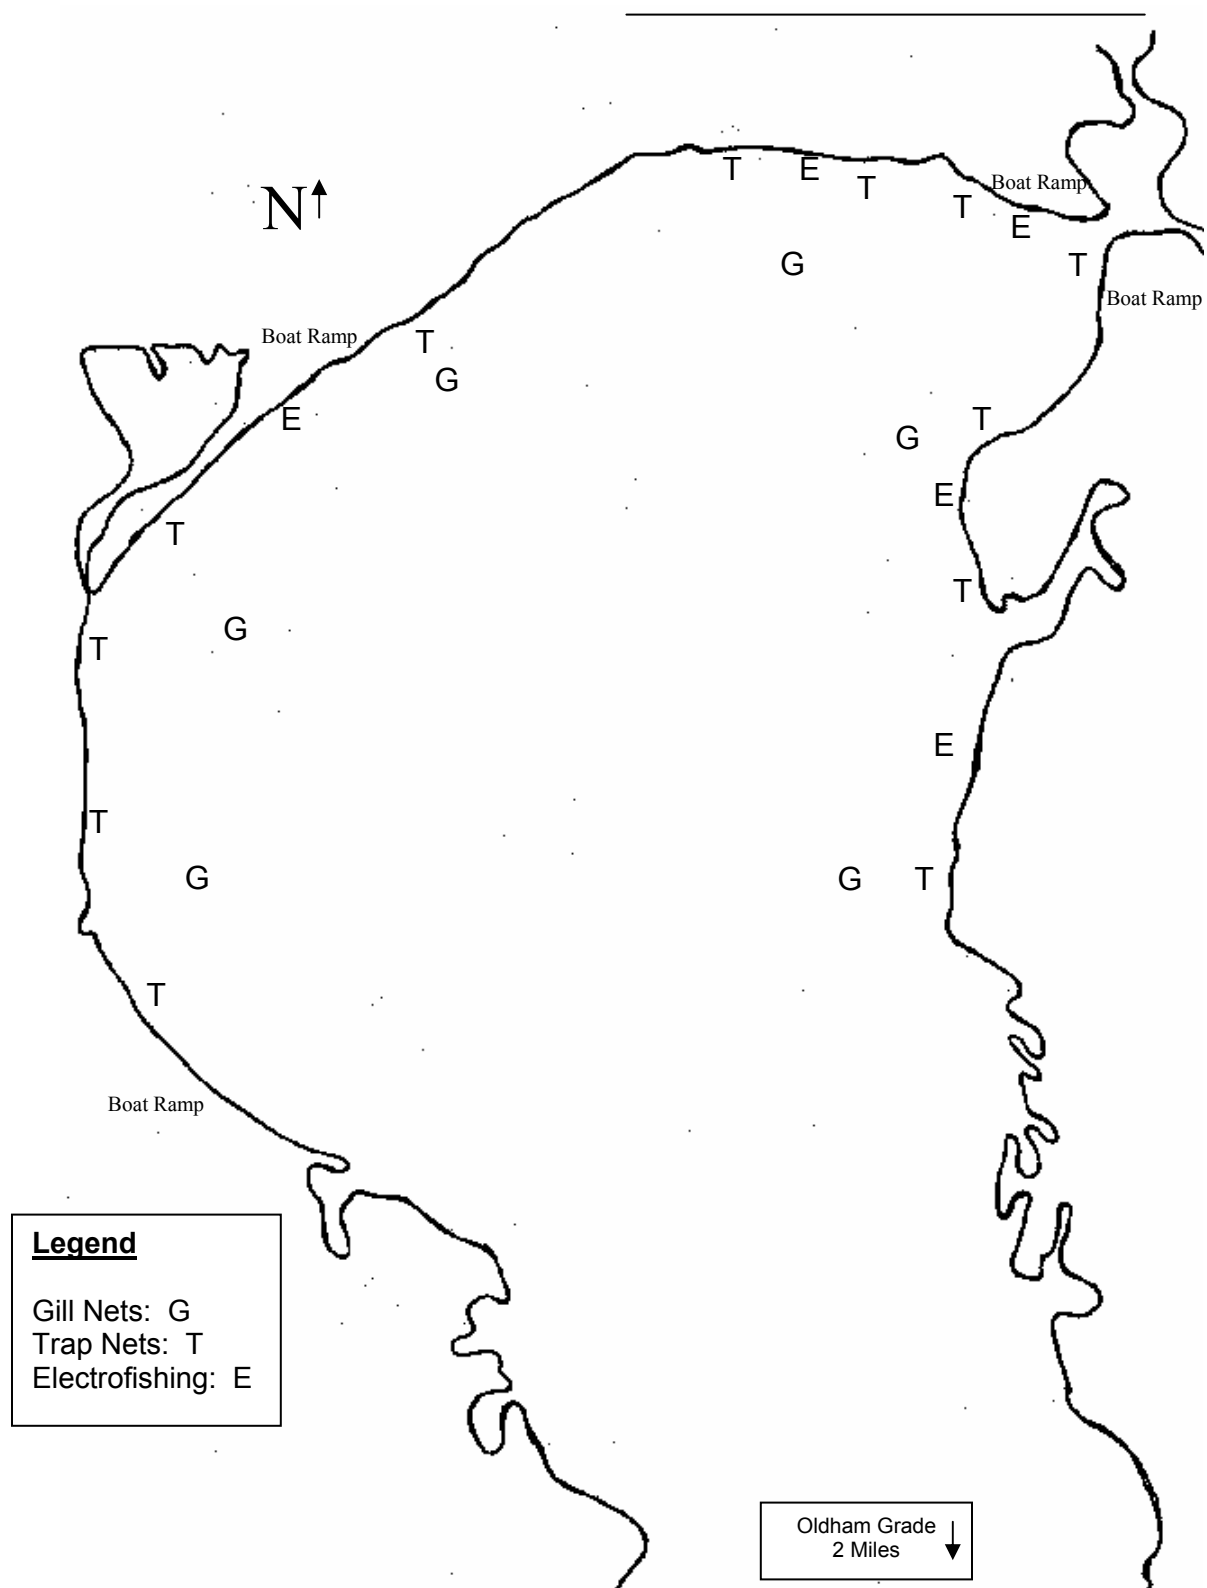 T E T
Boat Ramp
T E
N
G
T
Boat Ramp
Boat Ramp
T
G
E
T
G
E
T
T
G
T
E
T
G
G T
T
Boat Ramp
Legend
Gill Nets: G
Trap Nets: T
Electrofishing: E
Oldham Grade
2 Miles